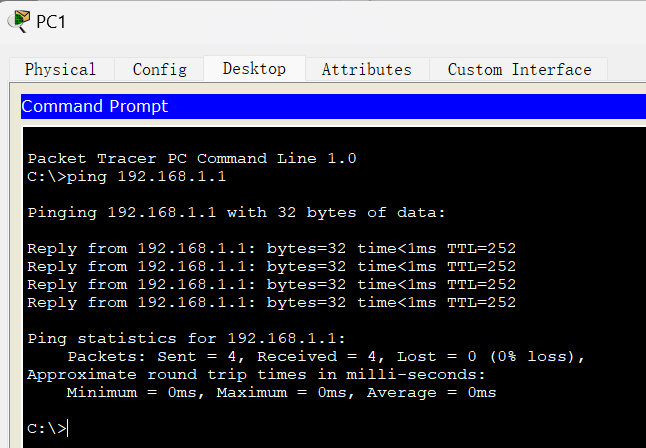 PC1
Physical Config Desktop Attributes Custom Interface
Command Prompt
Packet Tracer PC Command Line 1.0
C:\>ping 192.168.1.1
Pinging 192.168.1.1 with 32 bytes of data:
Reply from 192.168.1.1: bytes=32 time<1ms TTL=252
Reply from 192.168.1.1: bytes=32 time<1ms TTL=252
Reply from 192.168.1.1: bytes=32 time<1ms TTL=252
Reply from 192.168.1.1: bytes=32 time<1ms TTL=252
Ping statistics for 192.168.1.1:
Packets: Sent = 4, Received = 4, Lost = 0 (0% loss),
Approximate round trip times in milli-seconds:
Minimum = 0ms, Maximum = 0ms, Average = 0ms
C:\>